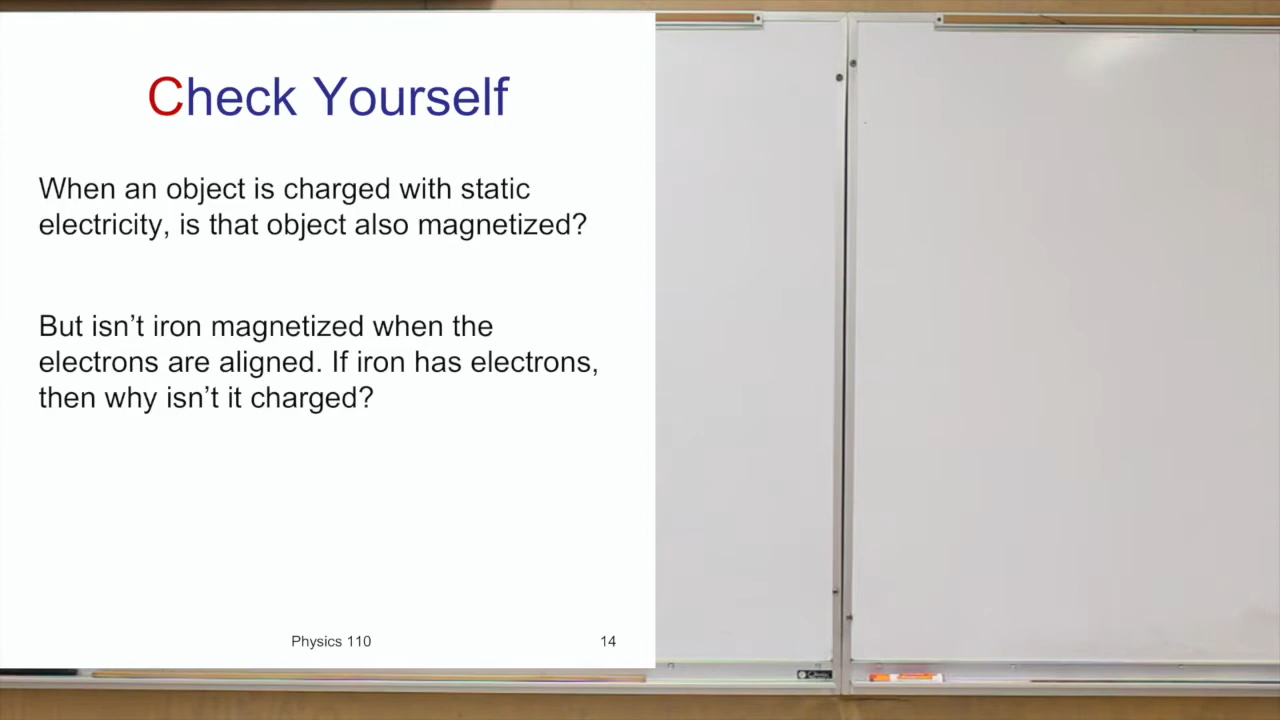 Check Yourself
When an object is charged with static
electricity, is that object also magnetized?
But isn’t iron magnetized when the
electrons are aligned. If iron has electrons,
then why isn’t it charged?
Physics 110
14